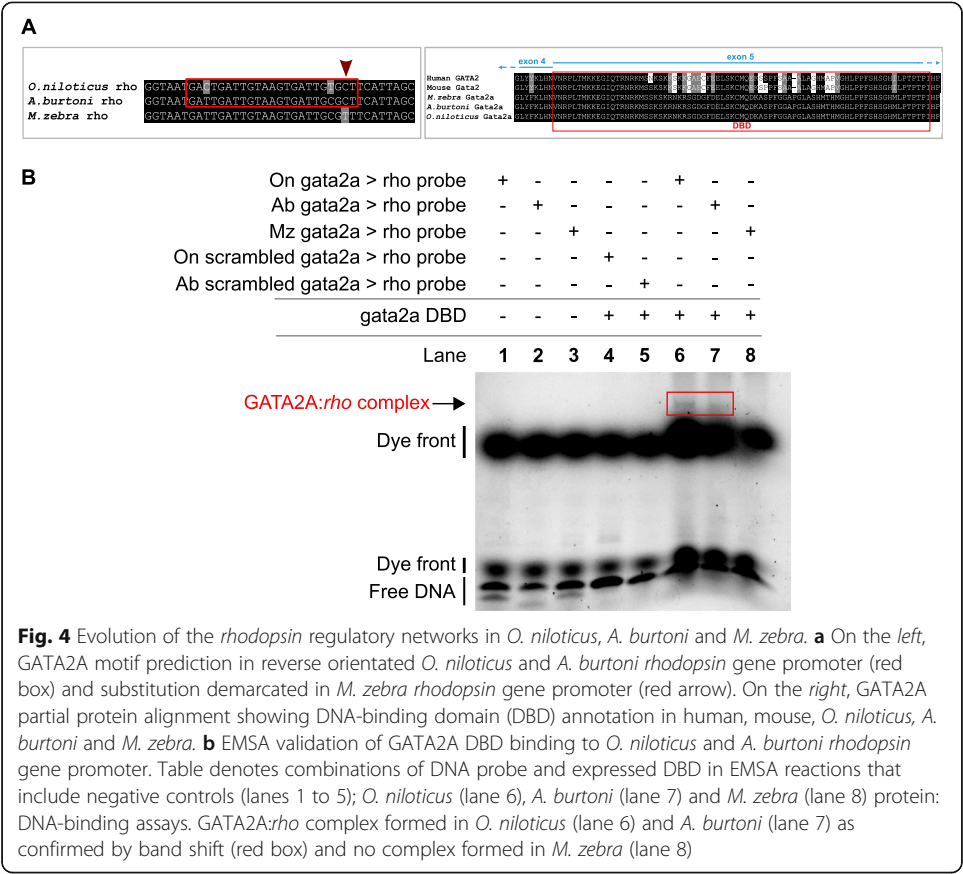 A
O.niloticus rho GGTAATGACTGATTGTAAGTGATTGTGCTTCATTAGC
A.burtoni rho GGTAATGATTGATTGTAAGTGATTGCGCTTCATTAGC
M.zebra rho GGTAATGATTGATTGTAAGTGATTGCGTTTCATTAGC
exon 4 exon 5
Human GATA2
Mouse Gata2
M.zebra Gata2a
A.burtoni Gata2a
O.niloticus Gata2a
DBD
B
On gata2a > rho probe + - - - - + - -
Ab gata2a > rho probe - + - - - - + -
Mz gata2a > rho probe - - + - - - - +
On scrambled gata2a > rho probe - - - + - - - -
Ab scrambled gata2a > rho probe - - - - + - - -
gata2a DBD - - - + + + + +
Lane 1 2 3 4 5 6 7 8
GATA2A:rho complex
Dye front
Dye front
Free DNA
Fig. 4 Evolution of the rhodopsin regulatory networks in O. niloticus, A. burtoni and M. zebra. a On the left,
GATA2A motif prediction in reverse orientated O. niloticus and A. burtoni rhodopsin gene promoter (red
box) and substitution demarcated in M. zebra rhodopsin gene promoter (red arrow). On the right, GATA2A
partial protein alignment showing DNA-binding domain (DBD) annotation in human, mouse, O. niloticus, A.
burtoni and M. zebra. b EMSA validation of GATA2A DBD binding to O. niloticus and A. burtoni rhodopsin
gene promoter. Table denotes combinations of DNA probe and expressed DBD in EMSA reactions that
include negative controls (lanes 1 to 5); O. niloticus (lane 6), A. burtoni (lane 7) and M. zebra (lane 8) protein:
DNA-binding assays. GATA2A:rho complex formed in O. niloticus (lane 6) and A. burtoni (lane 7) as
confirmed by band shift (red box) and no complex formed in M. zebra (lane 8)